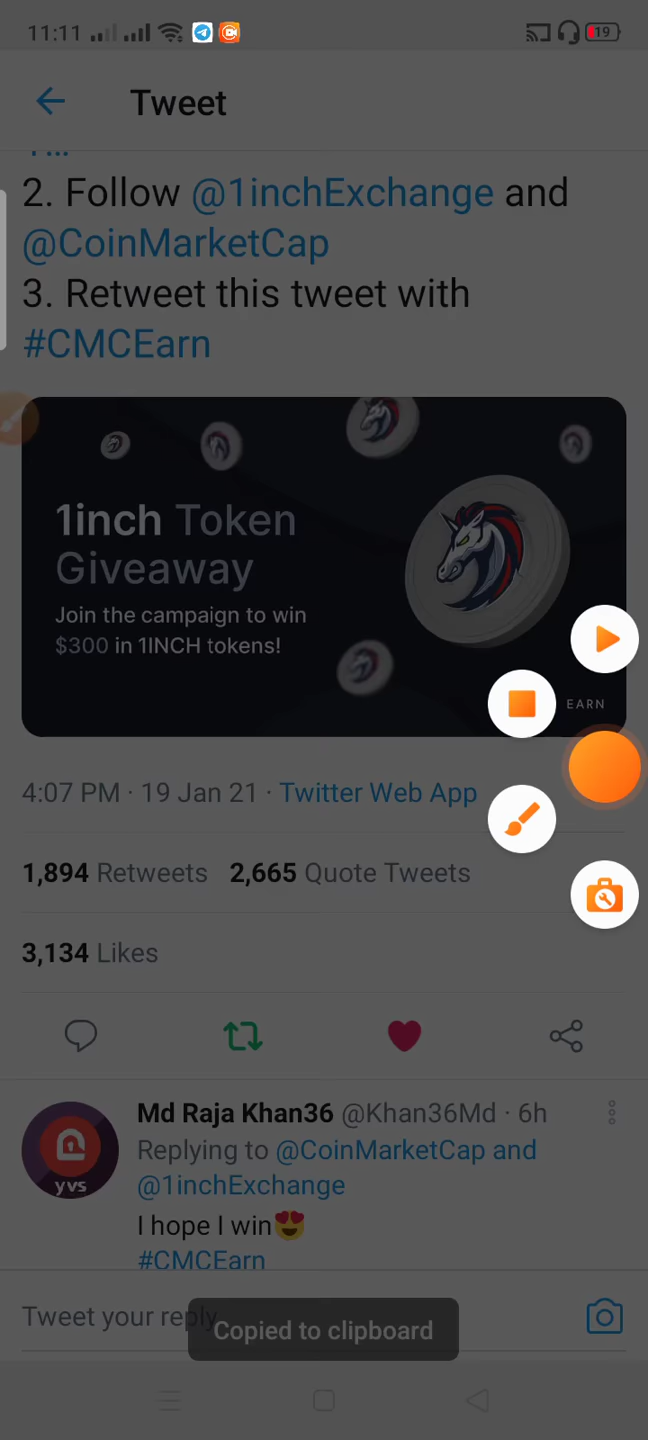 11:11
19
Tweet
2. Follow @1inchExchange and
@CoinMarketCap
3. Retweet this tweet with
#CMCEarn
1inch Token
Giveaway
Join the campaign to win
$300 in 1INCH tokens!
EARN
4:07 PM · 19 Jan 21 · Twitter Web App
1,894 Retweets 2,665 Quote Tweets
3,134 Likes
Md Raja Khan36 @Khan36Md · 6h
Replying to @CoinMarketCap and
@1inchExchange
yvs
I hope I win😍
#CMCEarn
Tweet your reply
Copied to clipboard